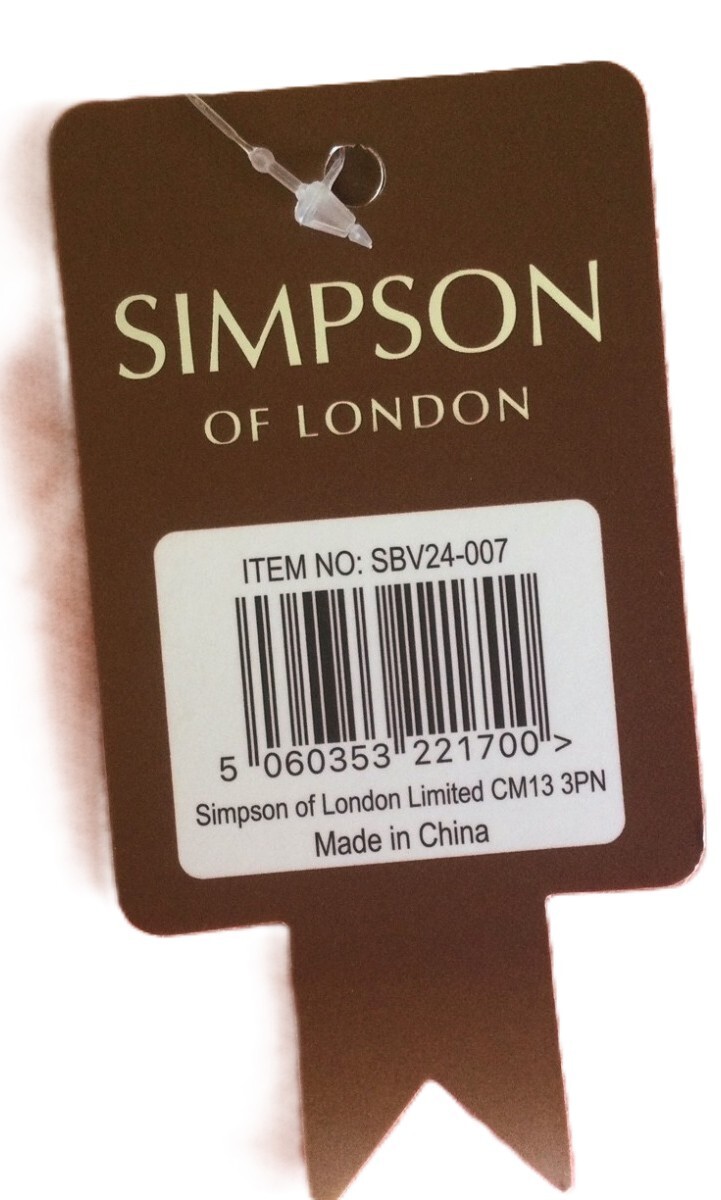 SIMPSON
OF LONDON
ITEM NO: SBV24-007
5 060353 221700 >
Simpson of London Limited CM13 3PN
Made in China